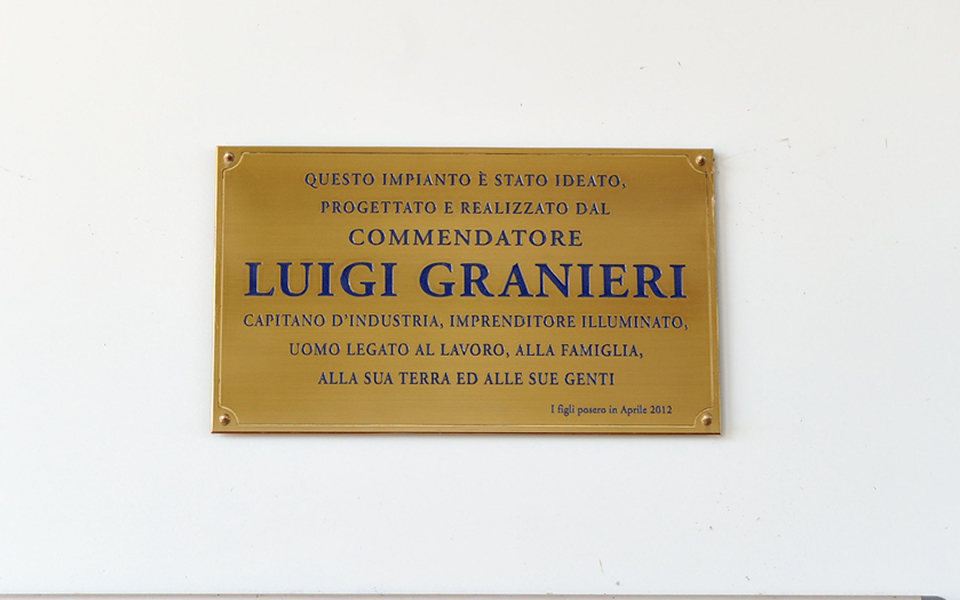 QUESTO IMPIANTO È STATO IDEATO,
PROGETTATO E REALIZZATO DAL
COMMENDATORE
LUIGI GRANIERI
CAPITANO D'INDUSTRIA, IMPRENDITORE ILLUMINATO,
UOMO LEGATO AL LAVORO, ALLA FAMIGLIA,
ALLA SUA TERRA ED ALLE SUE GENTI
I figli posero in Aprile 2012